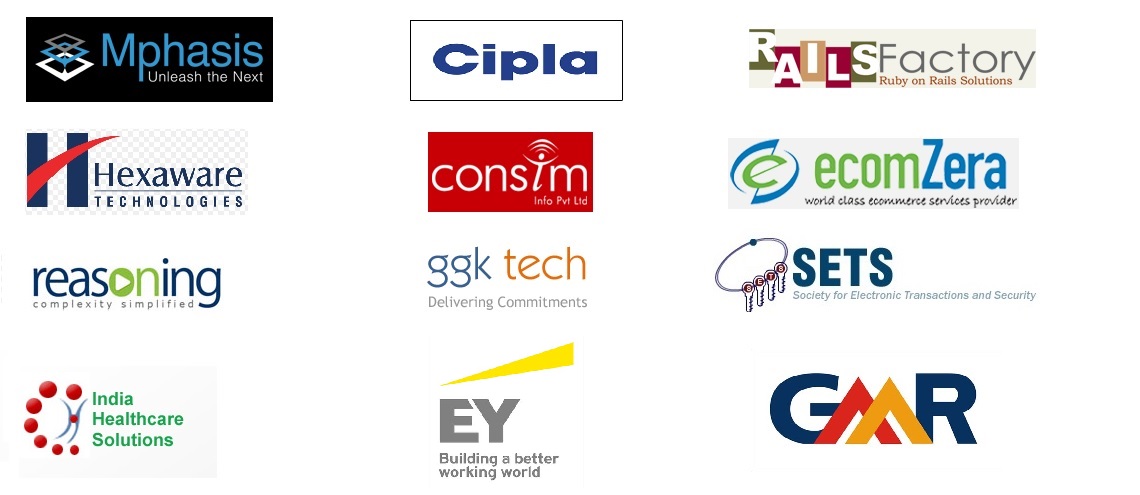 Mphasis
Unleash the Next
Cipla
RAILSFactory
Ruby on Rails Solutions
Hexaware
TECHNOLOGIES
consim
Info Pvt Ltd
ecomZera
world class ecommerce services provider
reasoning
complexity simplified
ggk tech
Delivering Commitments
SETS
SETS
Society for Electronic Transactions and Security
India
Healthcare
Solutions
EY
Building a better
working world
GMR